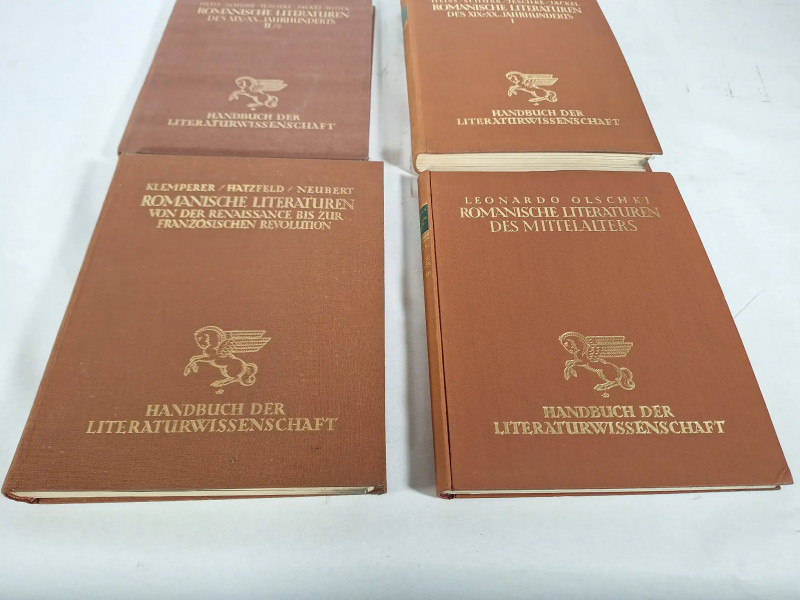 ROMANISCHE LITERATUREN
DES XIX=XX. JAHRHUNDERTS
HANDBUCH DER
LITERATURWISSENSCHAFT
ROMANISCHE LITERATUREN
DES XIX=XX. JAHRHUNDERTS
I
HANDBUCH DER
LITERATURWISSENSCHAFT
KLEMPERER / HATZFELD / NEUBERT
ROMANISCHE LITERATUREN
VON DER RENAISSANCE BIS ZUR
FRANZÖSISCHEN REVOLUTION
HANDBUCH DER
LITERATURWISSENSCHAFT
LEONARDO OLSCHKI
ROMANISCHE LITERATUREN
DES MITTELALTERS
HANDBUCH DER
LITERATURWISSENSCHAFT